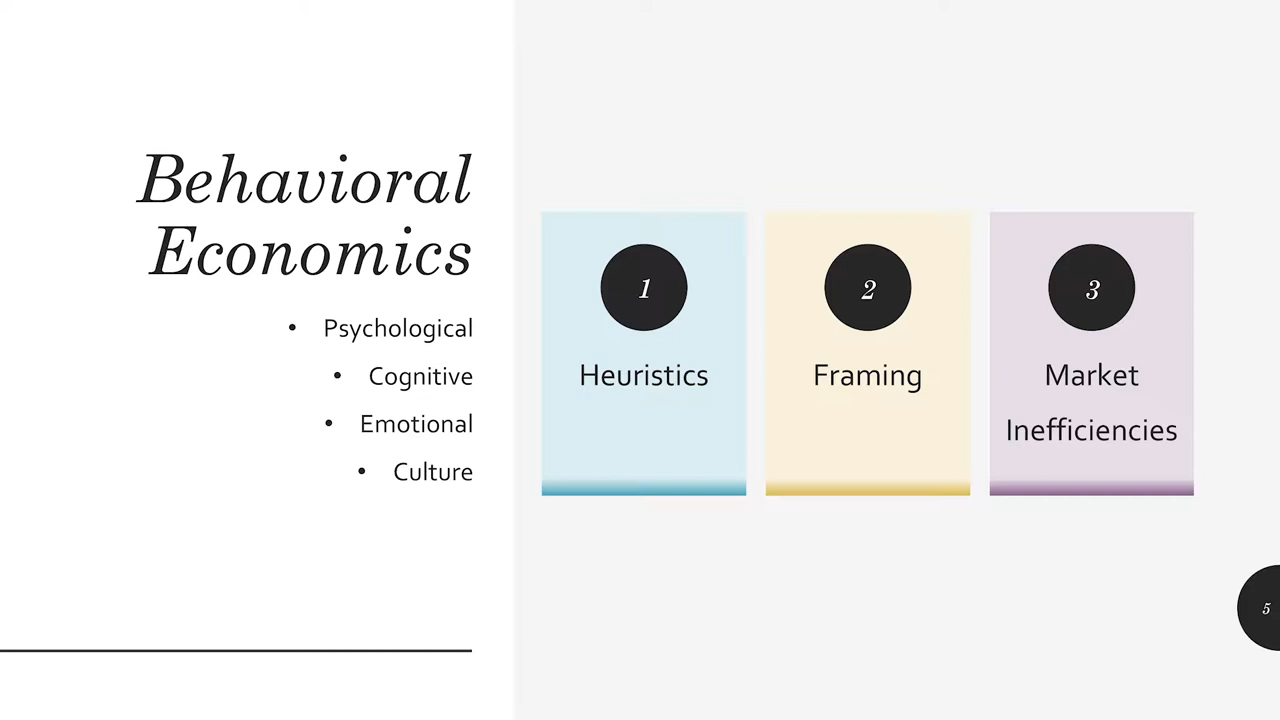 Behavioral
Economics
• Psychological
• Cognitive
• Emotional
• Culture
1
Heuristics
2
Framing
3
Market
Inefficiencies
5